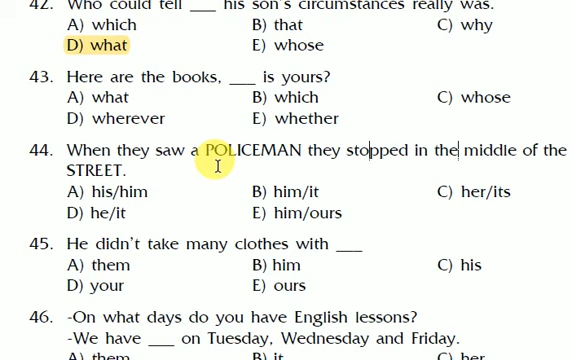 42. Who could tell ___ his son's circumstances really was.
A) which B) that C) why
D) what E) whose
43. Here are the books, ___ is yours?
A) what B) which C) whose
D) wherever E) whether
44. When they saw a POLICEMAN they stopped in the middle of the
STREET.
A) his/him B) him/it C) her/its
D) he/it E) him/ours
45. He didn't take many clothes with ___
A) them B) him C) his
D) your E) ours
46. -On what days do you have English lessons?
-We have ___ on Tuesday, Wednesday and Friday.
A) them B) it C) her